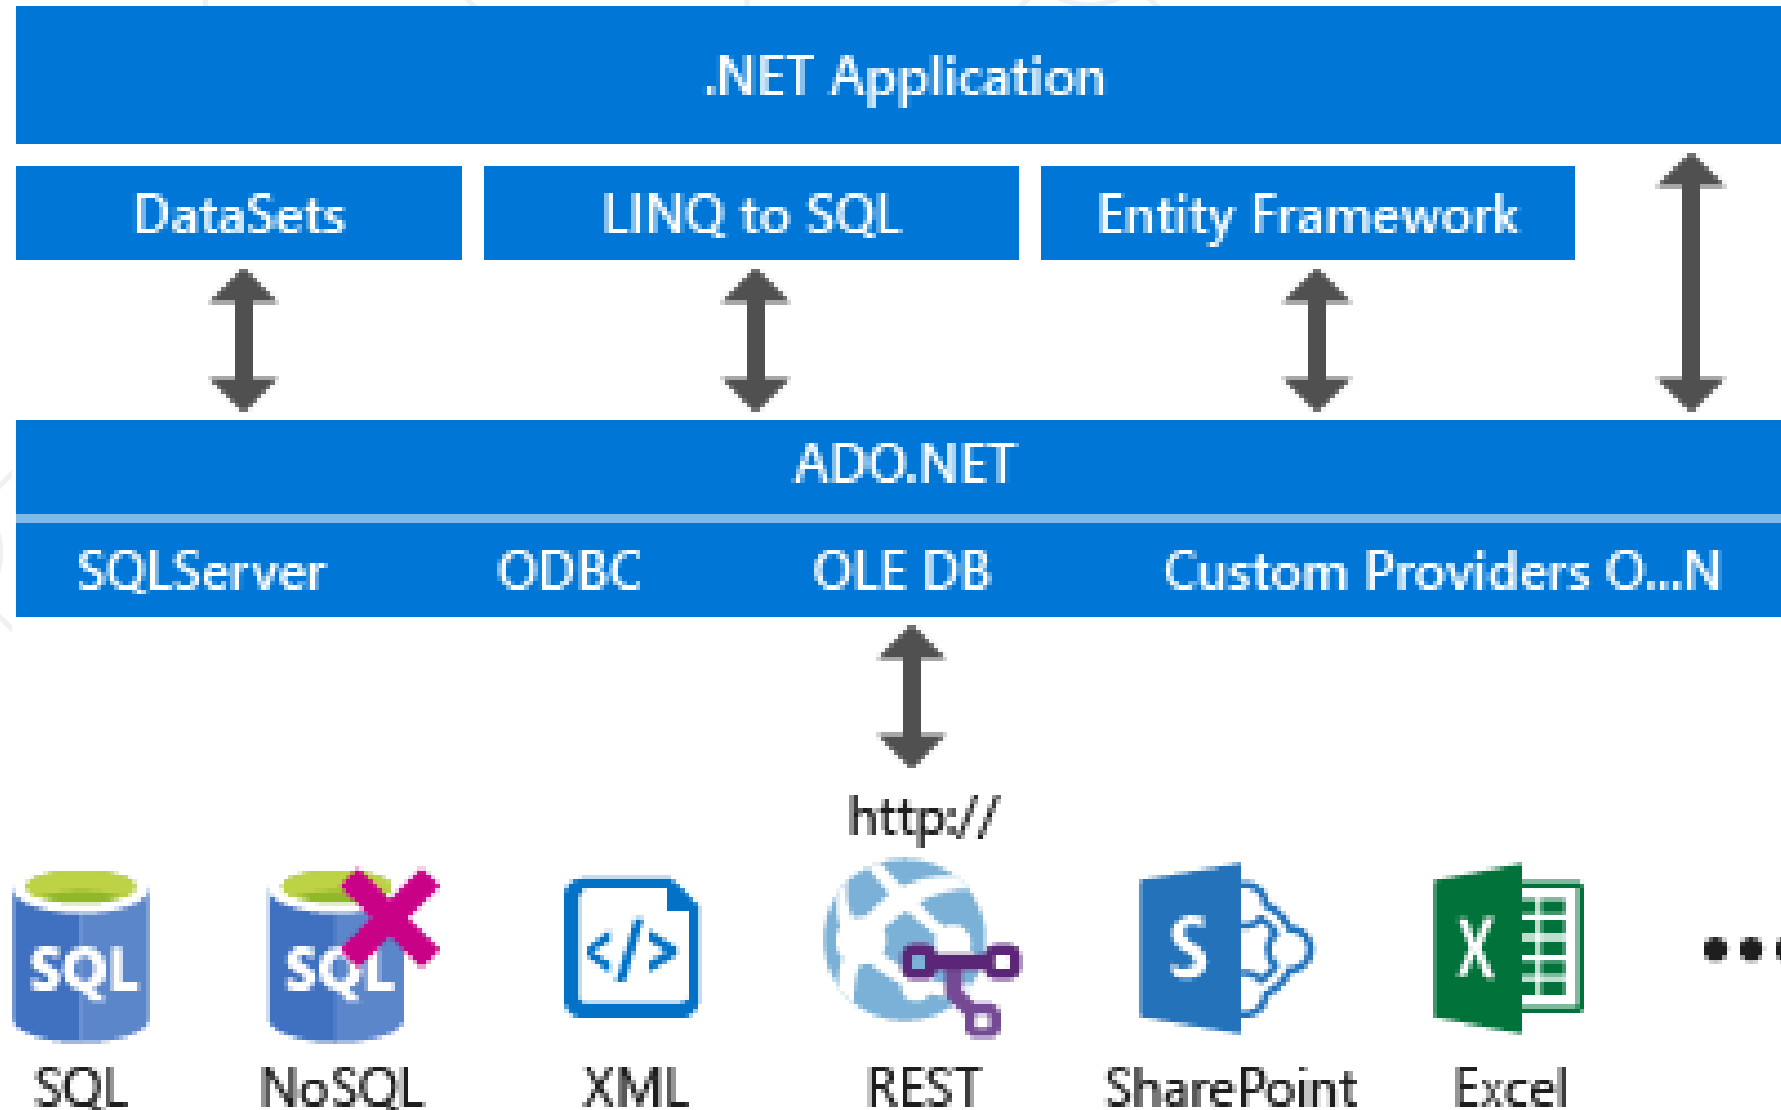 .NET Application
DataSets
LINQ to SQL
Entity Framework
ADO.NET
SQLServer
ODBC
OLE DB
Custom Providers O...N
http://
SQL
SQL
</>
S
X
...
SQL
NoSQL
XML
REST
SharePoint
Excel